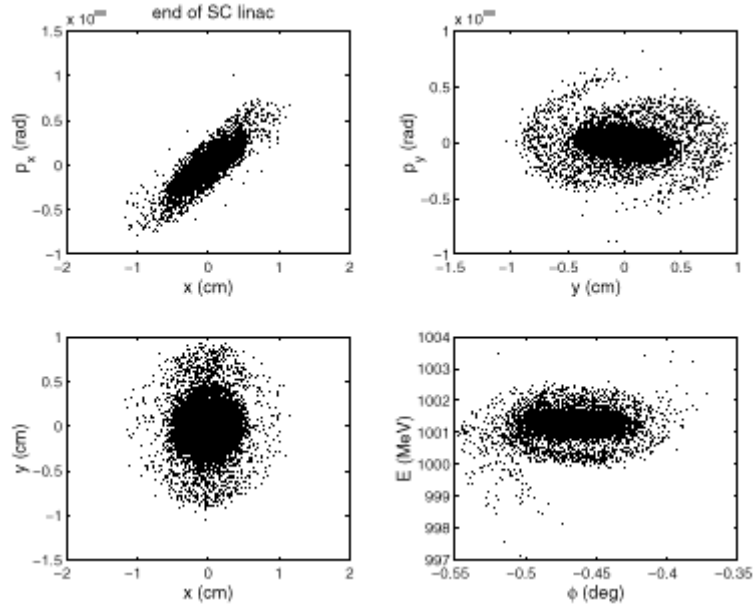 end of SC linac
x 10
1.5
1
0.5
0
−0.5
−1
−2 −1 0 1 2
p_x (rad)
x (cm)
x 10
1
0.5
0
−0.5
−1
−1.5 −1 −0.5 0 0.5 1
p_y (rad)
y (cm)
1
0.5
0
−0.5
−1
−1.5
−2 −1 0 1 2
y (cm)
x (cm)
1004
1003
1002
1001
1000
999
998
997
−0.55 −0.5 −0.45 −0.4 −0.35
E (MeV)
ϕ (deg)